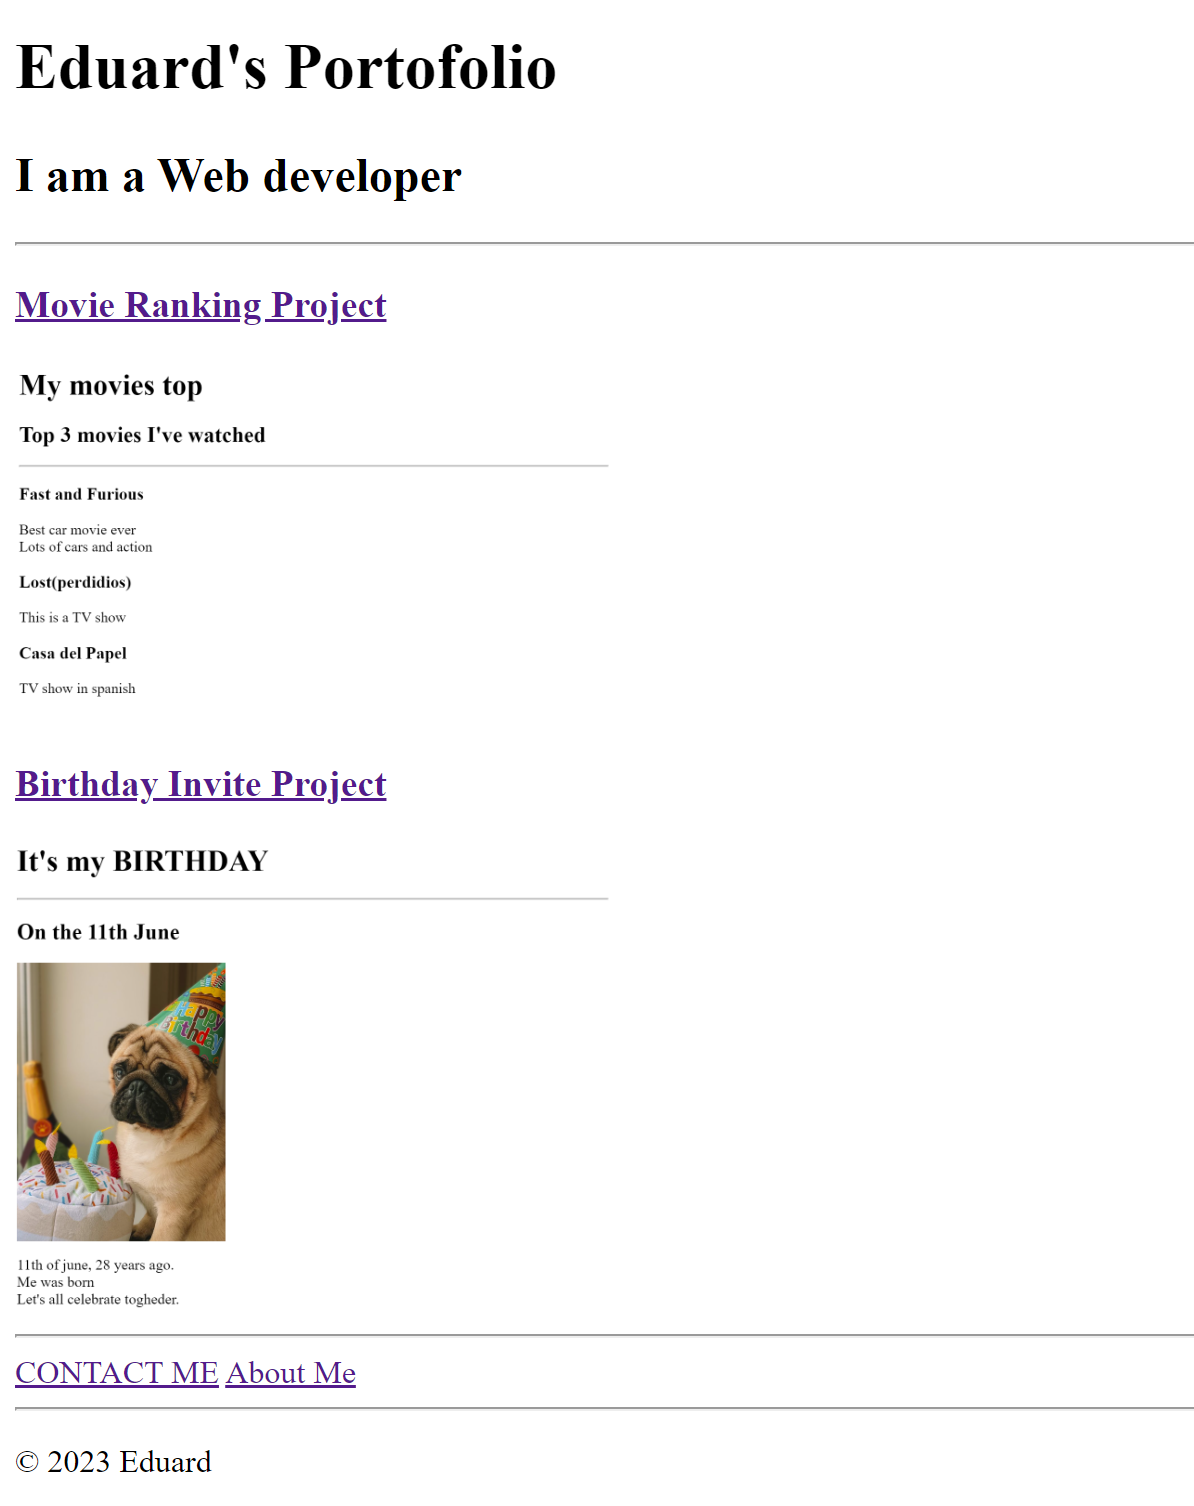 Eduard's Portofolio
I am a Web developer
Movie Ranking Project
My movies top
Top 3 movies I've watched
Fast and Furious
Best car movie ever
Lots of cars and action
Lost(perdidios)
This is a TV show
Casa del Papel
TV show in spanish
Birthday Invite Project
It's my BIRTHDAY
On the 11th June
Happy
Birthday
11th of june, 28 years ago.
Me was born
Let's all celebrate togheder.
CONTACT ME About Me
© 2023 Eduard